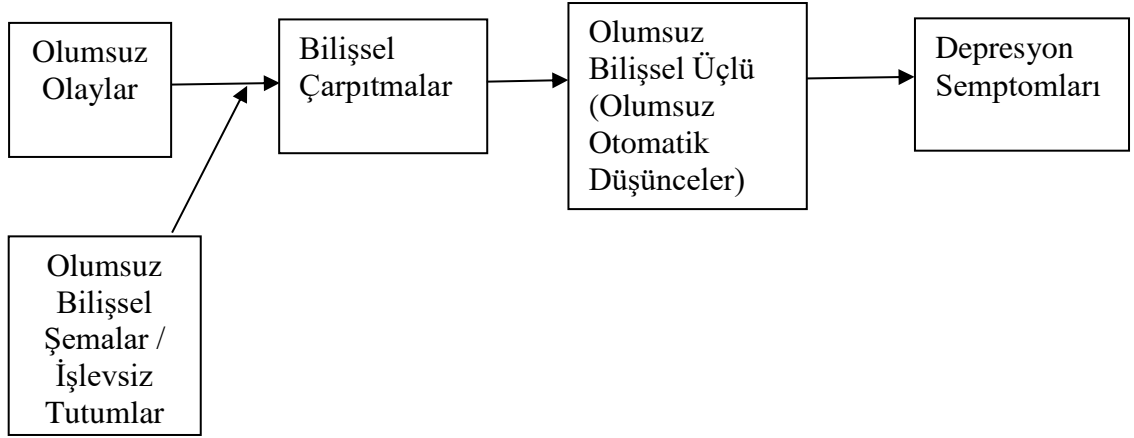 Olumsuz
Olaylar
Bilişsel
Çarpıtmalar
Olumsuz
Bilişsel Üçlü
(Olumsuz
Otomatik
Düşünceler)
Depresyon
Semptomları
Olumsuz
Bilişsel
Şemalar /
İşlevsiz
Tutumlar